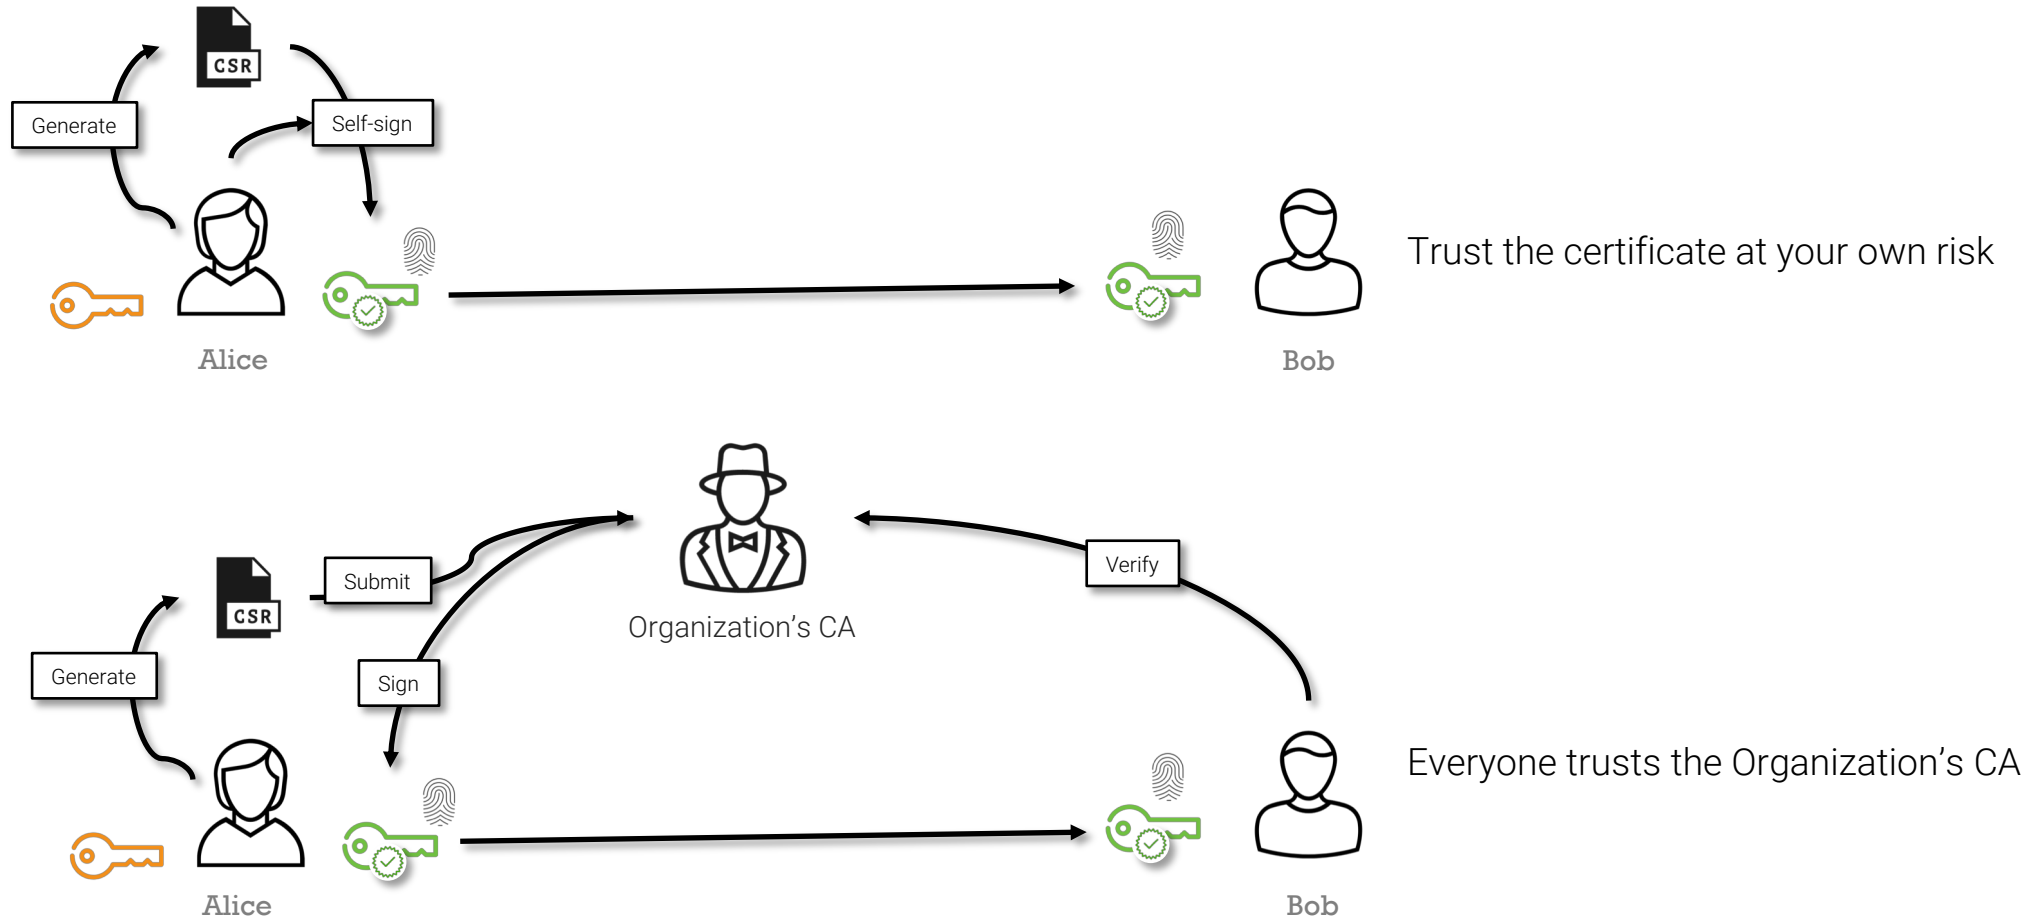 CSR
Generate
Self-sign
Trust the certificate at your own risk
Alice
Bob
Submit
Verify
CSR
Organization's CA
Generate
Sign
Everyone trusts the Organization's CA
Alice
Bob